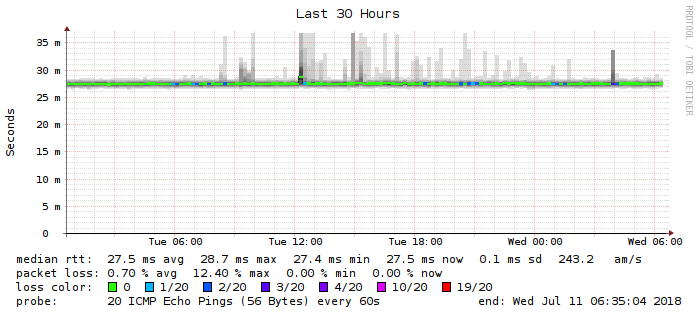 Last 30 Hours
RRDTOOL / TOBI OETIKER
Seconds
35 m
30 m
25 m
20 m
15 m
10 m
5 m
0
Tue 06:00 Tue 12:00 Tue 18:00 Wed 00:00 Wed 06:00
median rtt: 27.5 ms avg 28.7 ms max 27.4 ms min 27.5 ms now 0.1 ms sd 243.2 am/s
packet loss: 0.70 % avg 12.40 % max 0.00 % min 0.00 % now
loss color: 0 1/20 2/20 3/20 4/20 10/20 19/20
probe: 20 ICMP Echo Pings (56 Bytes) every 60s end: Wed Jul 11 06:35:04 2018